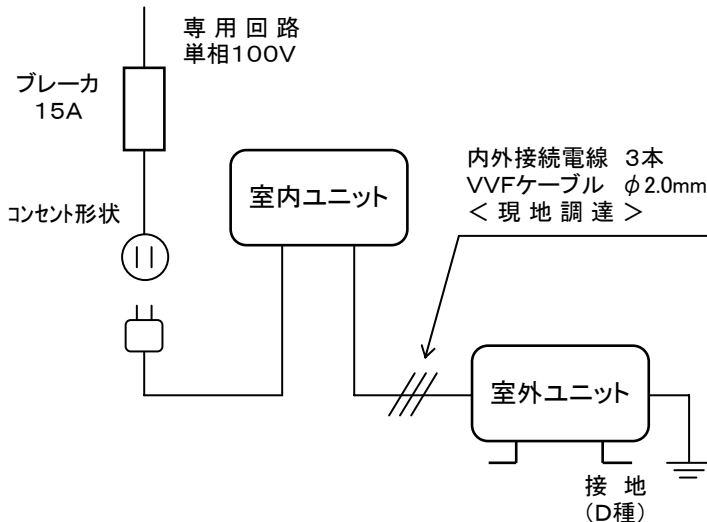 専用回路
単相100V
ブレーカ
15A
コンセント形状
室内ユニット
内外接続電線 3本
VVFケーブル φ2.0mm
<現地調達>
室外ユニット
接地
(D種)